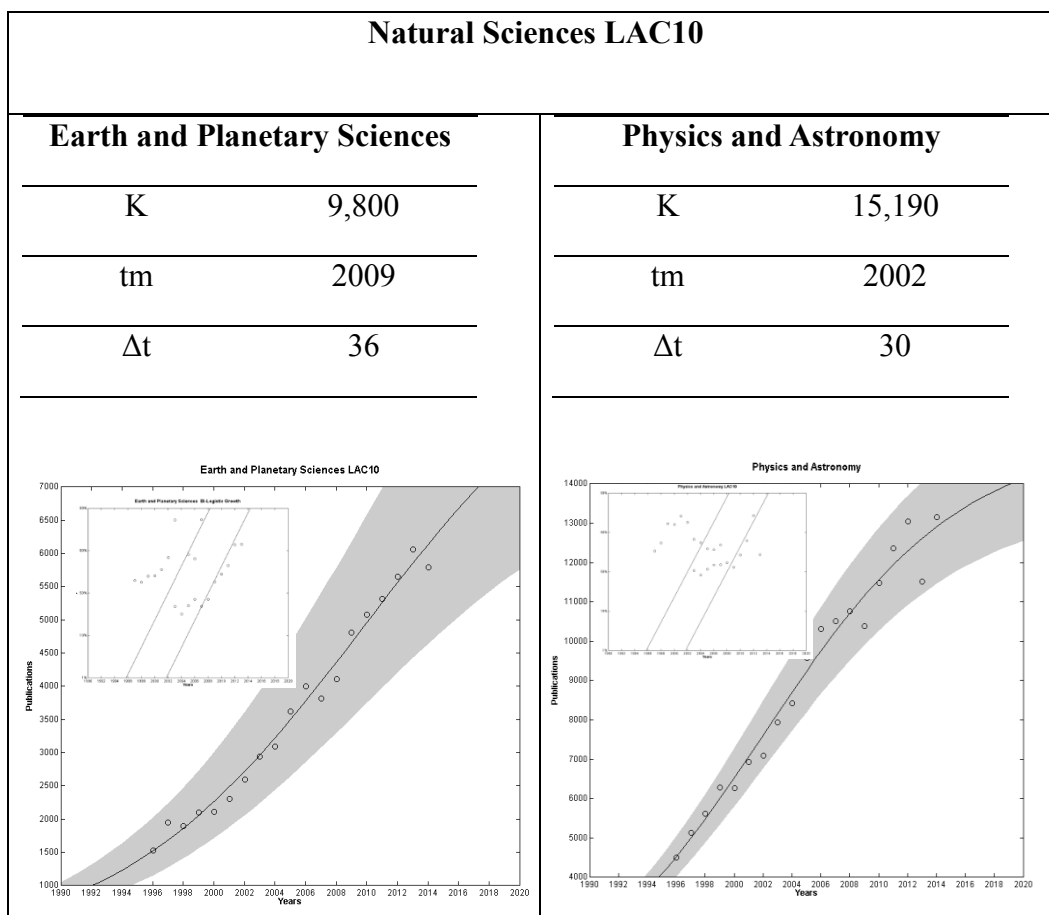 Natural Sciences LAC10
Earth and Planetary Sciences
K 9,800
tm 2009
Δt 36
Earth and Planetary Sciences LAC10
7000
6500
6000
5500
5000
4500
4000
3500
3000
2500
2000
1500
1000
Publications
Earth and Planetary Sciences Bi-Logistic Growth
Years
1990 1992 1994 1996 1998 2000 2002 2004 2006 2008 2010 2012 2014 2016 2018 2020
Years
Physics and Astronomy
K 15,190
tm 2002
Δt 30
Physics and Astronomy
14000
13000
12000
11000
10000
9000
8000
7000
6000
5000
4000
Publications
Physics and Astronomy LAC10
Years
1990 1992 1994 1996 1998 2000 2002 2004 2006 2008 2010 2012 2014 2016 2018 2020
Years